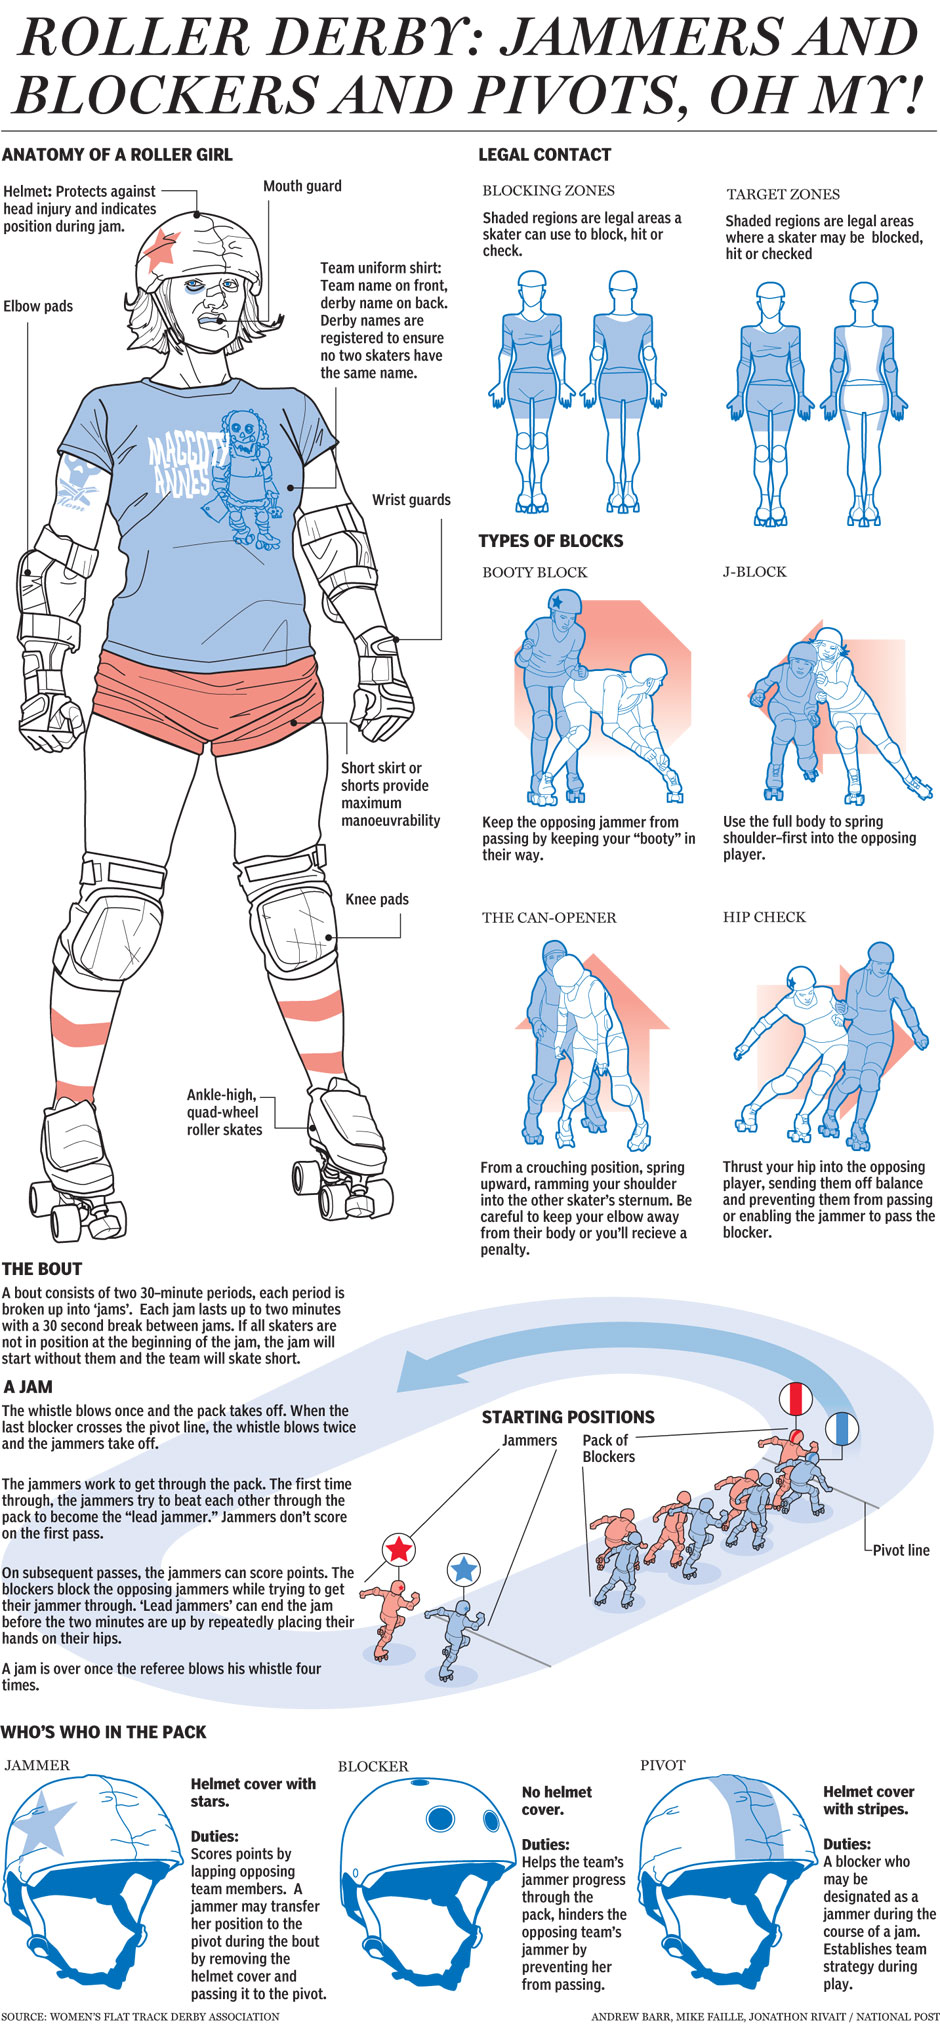 ROLLER DERBY: JAMMERS AND
BLOCKERS AND PIVOTS, OH MY!
ANATOMY OF A ROLLER GIRL
Helmet: Protects against
head injury and indicates
position during jam.
Mouth guard
Elbow pads
Team uniform shirt:
Team name on front,
derby name on back.
Derby names are
registered to ensure
no two skaters have
the same name.
MAGGOTY
ANNES
Mom
Wrist guards
Short skirt or
shorts provide
maximum
manoeuvrability
Knee pads
Ankle-high,
quad-wheel
roller skates
LEGAL CONTACT
BLOCKING ZONES
Shaded regions are legal areas a
skater can use to block, hit or
check.
TARGET ZONES
Shaded regions are legal areas
where a skater may be blocked,
hit or checked
TYPES OF BLOCKS
BOOTY BLOCK
Keep the opposing jammer from
passing by keeping your “booty” in
their way.
J-BLOCK
Use the full body to spring
shoulder-first into the opposing
player.
THE CAN-OPENER
From a crouching position, spring
upward, ramming your shoulder
into the other skater’s sternum. Be
careful to keep your elbow away
from their body or you’ll recieve a
penalty.
HIP CHECK
Thrust your hip into the opposing
player, sending them off balance
and preventing them from passing
or enabling the jammer to pass the
blocker.
THE BOUT
A bout consists of two 30-minute periods, each period is
broken up into ‘jams’. Each jam lasts up to two minutes
with a 30 second break between jams. If all skaters are
not in position at the beginning of the jam, the jam will
start without them and the team will skate short.
A JAM
The whistle blows once and the pack takes off. When the
last blocker crosses the pivot line, the whistle blows twice
and the jammers take off.
The jammers work to get through the pack. The first time
through, the jammers try to beat each other through the
pack to become the “lead jammer.” Jammers don’t score
on the first pass.
On subsequent passes, the jammers can score points. The
blockers block the opposing jammers while trying to get
their jammer through. ‘Lead jammers’ can end the jam
before the two minutes are up by repeatedly placing their
hands on their hips.
A jam is over once the referee blows his whistle four
times.
STARTING POSITIONS
Jammers
Pack of
Blockers
Pivot line
WHO’S WHO IN THE PACK
JAMMER
Helmet cover with
stars.
Duties:
Scores points by
lapping opposing
team members. A
jammer may transfer
her position to the
pivot during the bout
by removing the
helmet cover and
passing it to the pivot.
BLOCKER
No helmet
cover.
Duties:
Helps the team’s
jammer progress
through the
pack, hinders the
opposing team’s
jammer by
preventing her
from passing.
PIVOT
Helmet cover
with stripes.
Duties:
A blocker who
may be
designated as a
jammer during the
course of a jam.
Establishes team
strategy during
play.
SOURCE: WOMEN’S FLAT TRACK DERBY ASSOCIATION
ANDREW BARR, MIKE FAILLE, JONATHON RIVAIT / NATIONAL POST